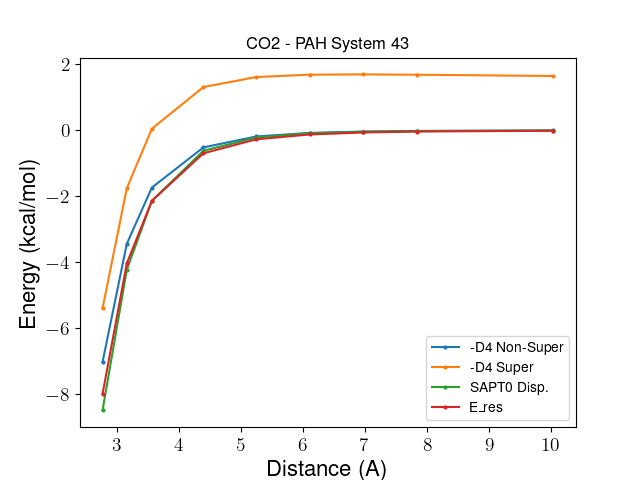 CO2 - PAH System 43
Energy (kcal/mol)
2
0
−2
−4
−6
−8
3 4 5 6 7 8 9 10
Distance (A)
-D4 Non-Super
-D4 Super
SAPT0 Disp.
E_res